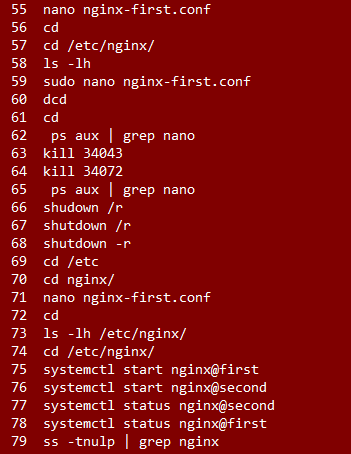 55 nano nginx-first.conf
56 cd
57 cd /etc/nginx/
58 ls -lh
59 sudo nano nginx-first.conf
60 dcd
61 cd
62  ps aux | grep nano
63 kill 34043
64 kill 34072
65  ps aux | grep nano
66 shudown /r
67 shutdown /r
68 shutdown -r
69 cd /etc
70 cd nginx/
71 nano nginx-first.conf
72 cd
73 ls -lh /etc/nginx/
74 cd /etc/nginx/
75 systemctl start nginx@first
76 systemctl start nginx@second
77 systemctl status nginx@second
78 systemctl status nginx@first
79 ss -tnulp | grep nginx